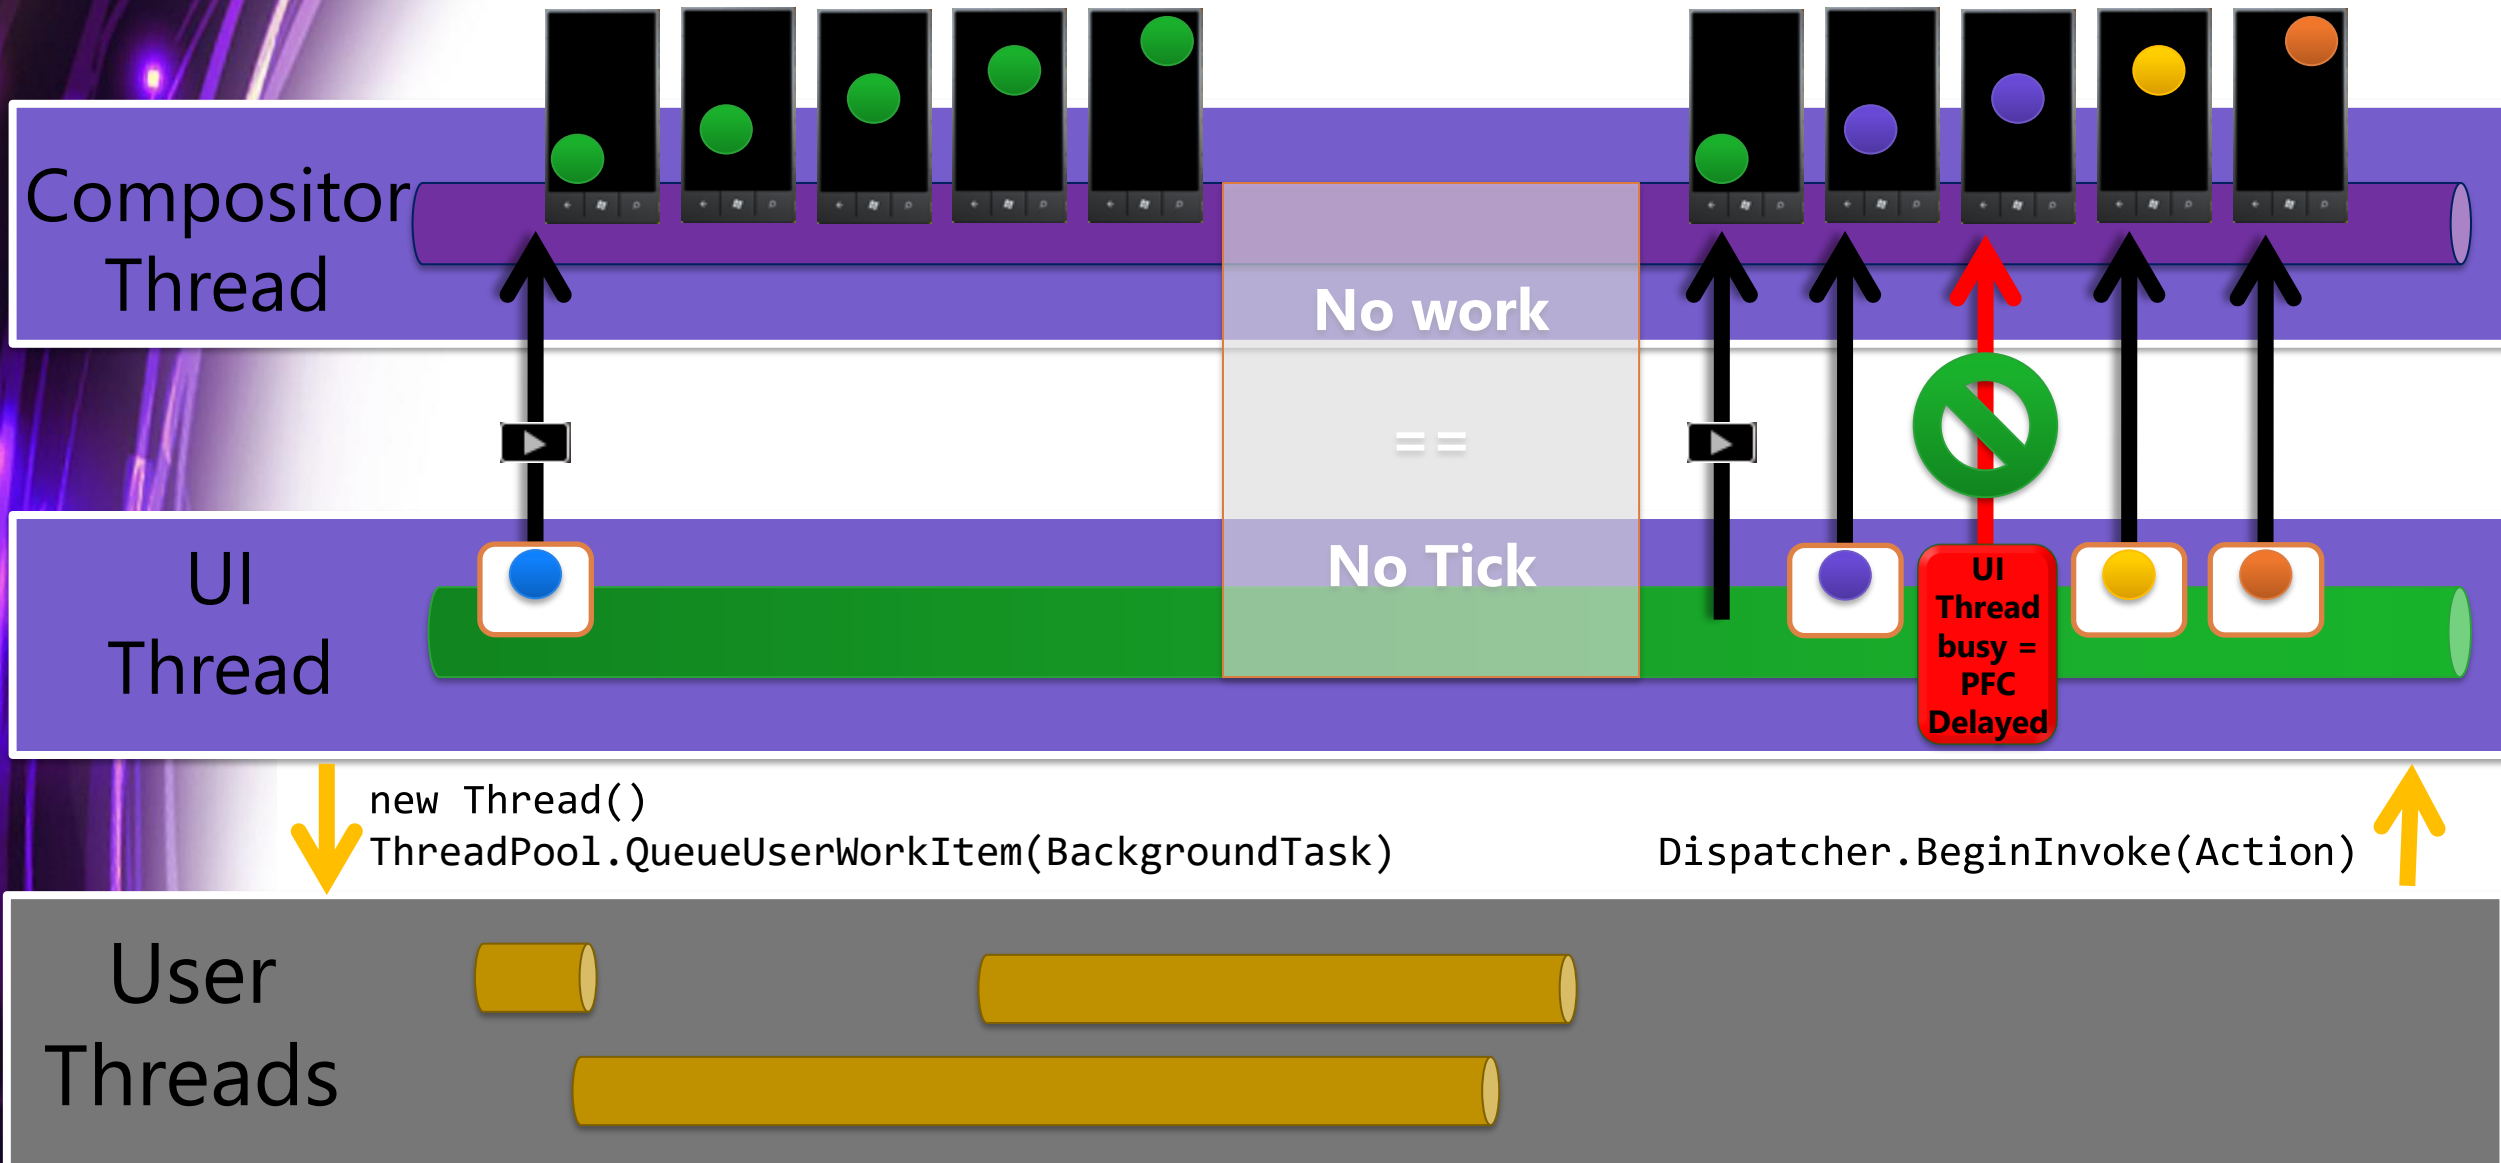 Compositor
Thread
No work
==
No Tick
UI
Thread
UI
Thread
busy =
PFC
Delayed
new Thread()
ThreadPool.QueueUserWorkItem(BackgroundTask)
Dispatcher.BeginInvoke(Action)
User
Threads